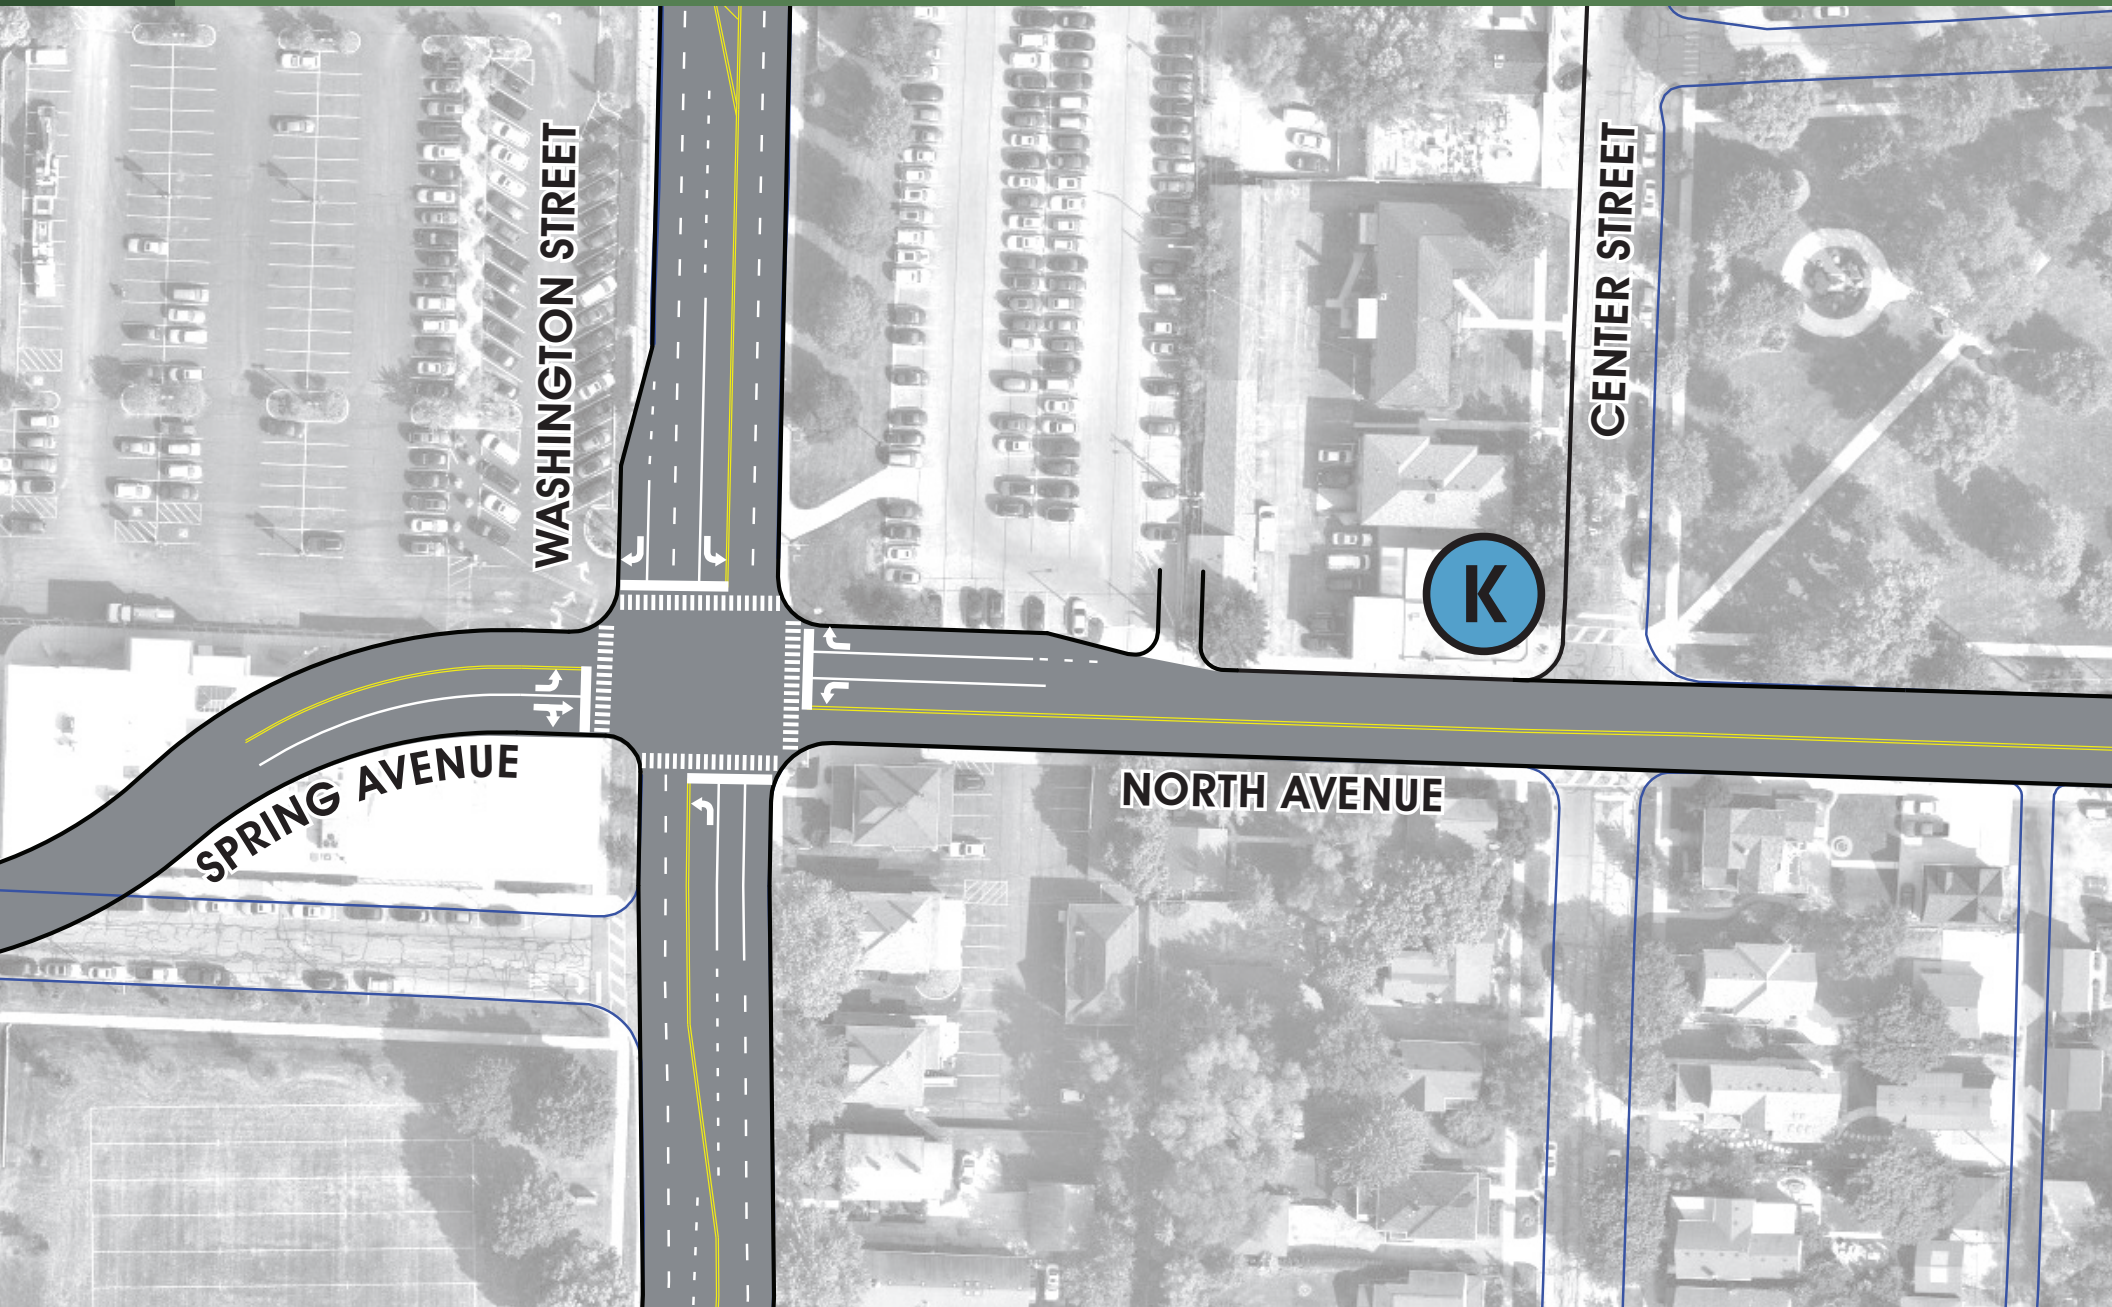 WASHINGTON STREET
CENTER STREET
K
SPRING AVENUE
NORTH AVENUE